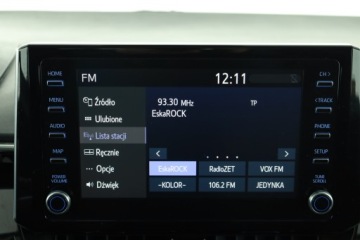 FM 12:11
HOME
MENU
AUDIO
MAP
POWER
VOLUME
Źródło
Ulubione
Lista stacji
Ręcznie
Opcje
Dźwięk
93.30 MHz TP
EskaROCK
< >
EskaROCK RadioZET VOX FM
-KOLOR- 106.2 FM JEDYNKA
CH >
< TRACK
PHONE
SETUP
TUNE
SCROLL